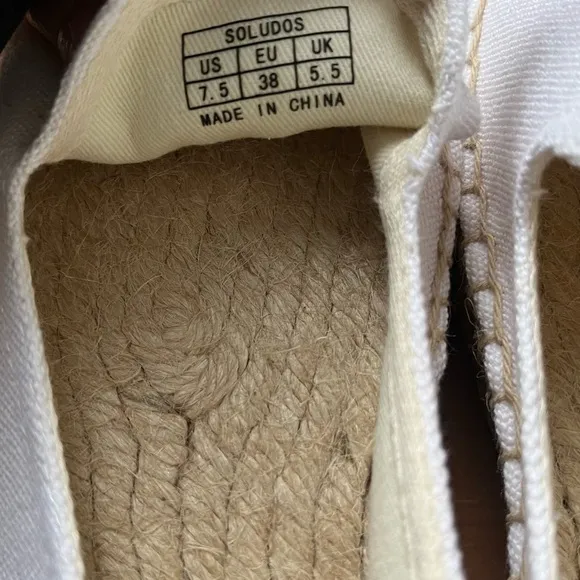 SOLUDOS
US EU UK
7.5 38 5.5
MADE IN CHINA